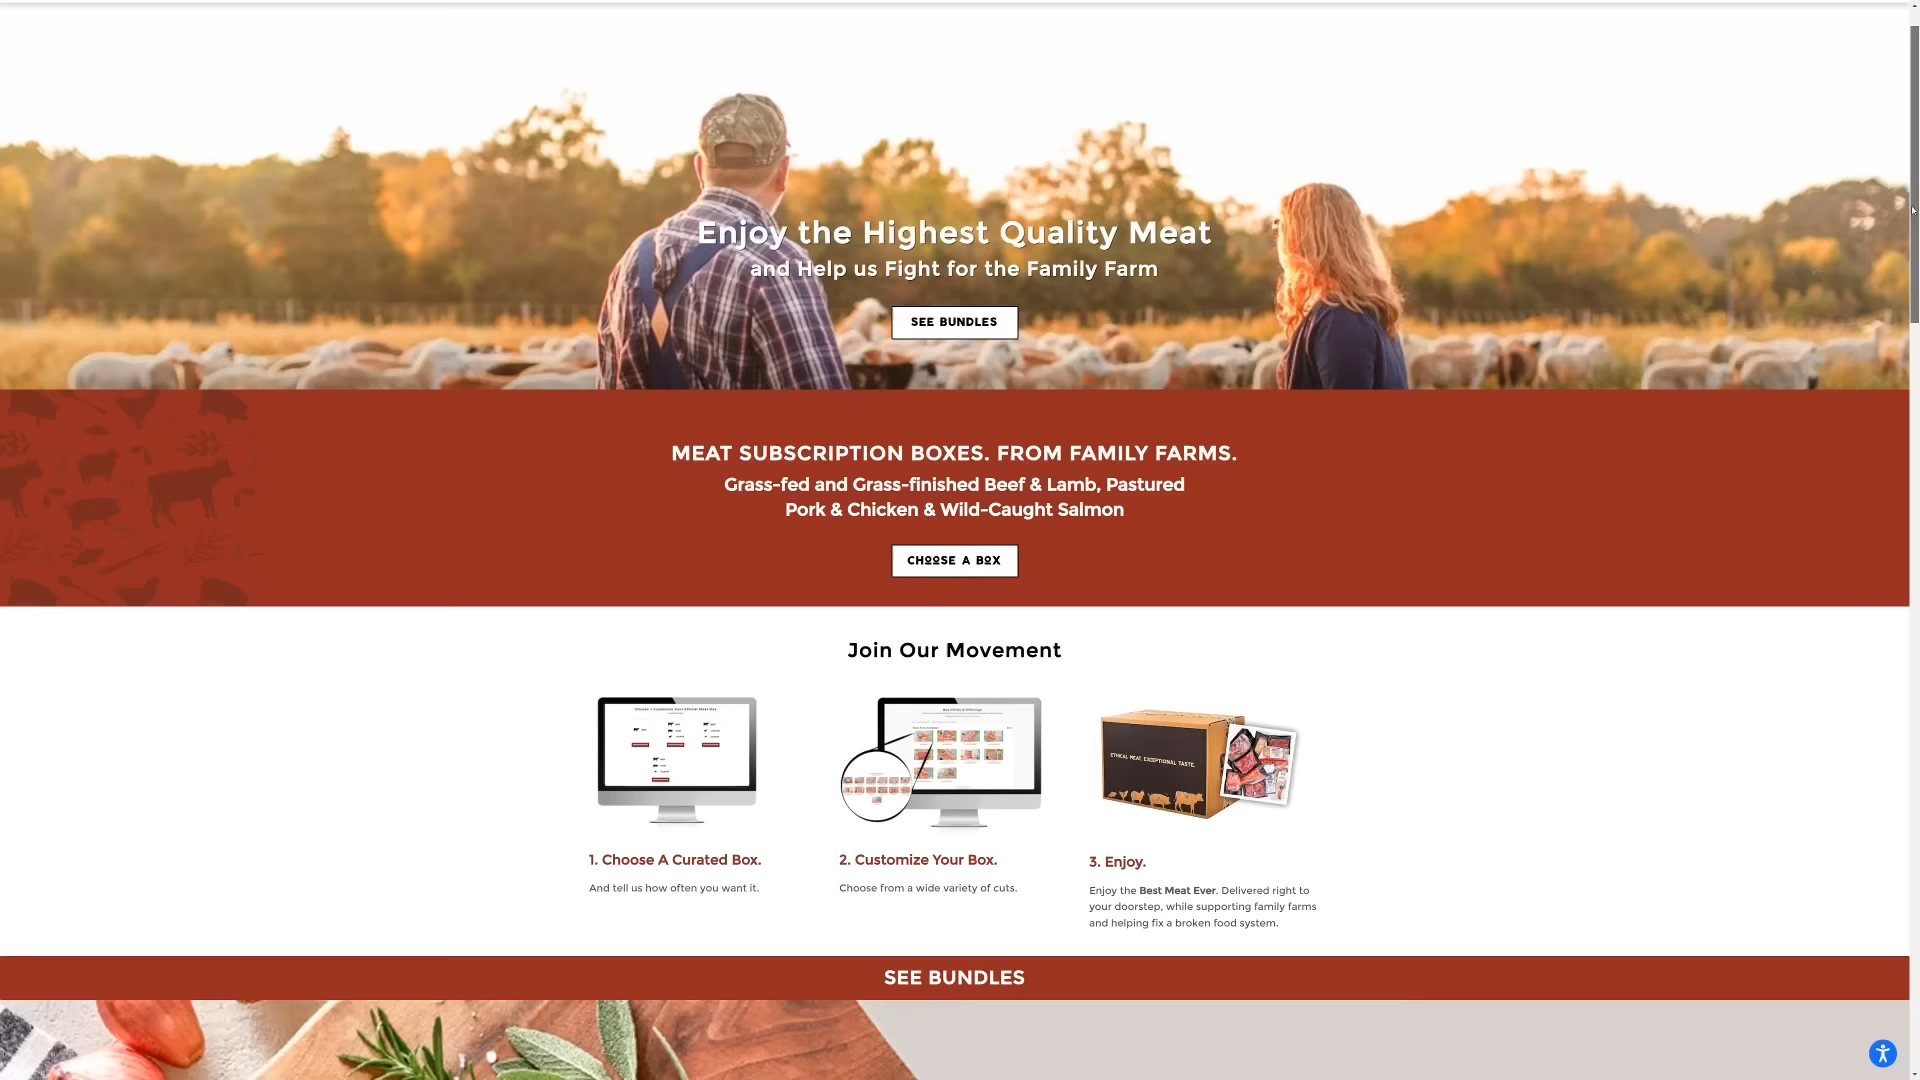 Enjoy the Highest Quality Meat
and Help us Fight for the Family Farm
SEE BUNDLES
MEAT SUBSCRIPTION BOXES. FROM FAMILY FARMS.
Grass-fed and Grass-finished Beef & Lamb, Pastured
Pork & Chicken & Wild-Caught Salmon
CHOOSE A BOX
Join Our Movement
ETHICAL MEAT. EXCEPTIONAL TASTE.
1. Choose A Curated Box.
And tell us how often you want it.
2. Customize Your Box.
Choose from a wide variety of cuts.
3. Enjoy.
Enjoy the Best Meat Ever. Delivered right to
your doorstep, while supporting family farms
and helping fix a broken food system.
SEE BUNDLES